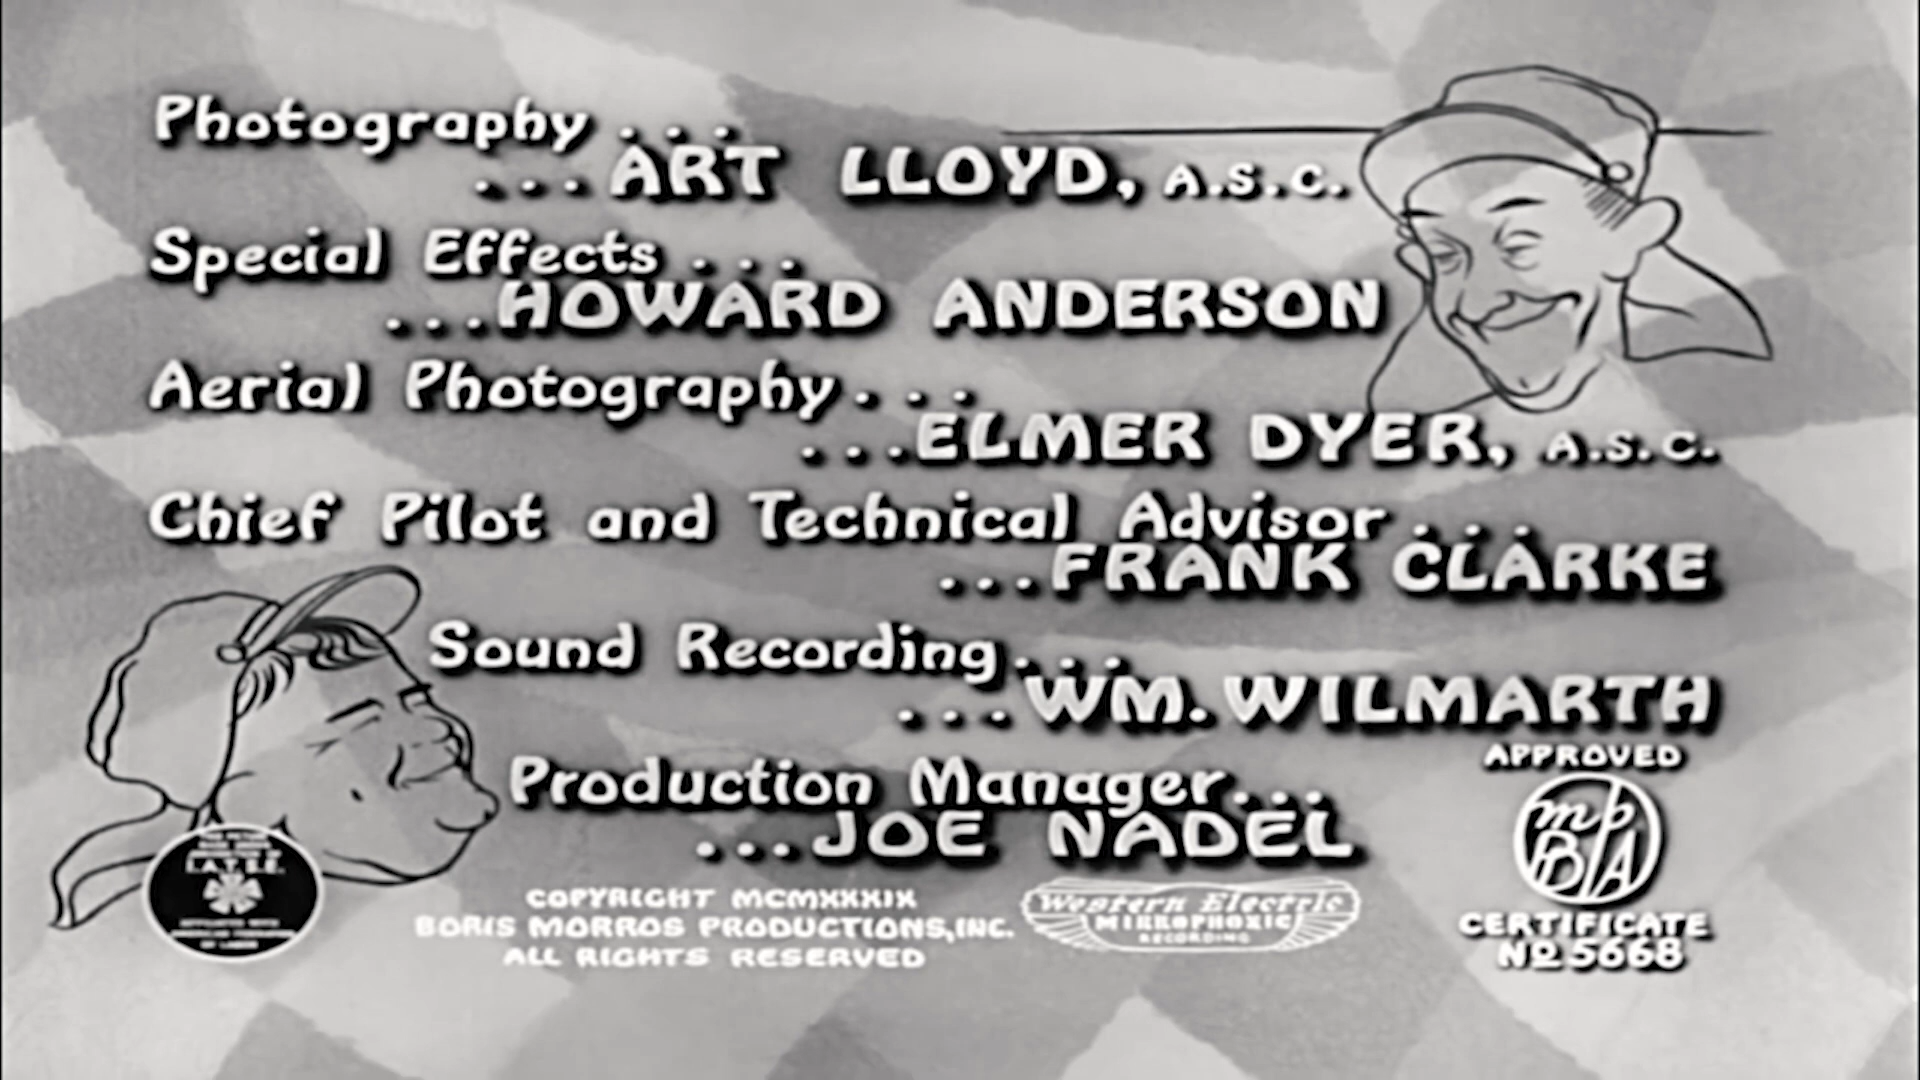 Photography . . .
. . . ART LLOYD, A.S.C.
Special Effects . . .
. . . HOWARD ANDERSON
Aerial Photography . . .
. . . ELMER DYER, A.S.C.
Chief Pilot and Technical Advisor . . .
. . . FRANK CLARKE
Sound Recording . . .
. . . WM. WILMARTH
Production Manager . . .
. . . JOE NADEL
I.A.T.S.E.
COPYRIGHT MCMXXXIX
BORIS MORROS PRODUCTIONS, INC.
ALL RIGHTS RESERVED
Western Electric
MIRROPHONIC
RECORDING
APPROVED
CERTIFICATE
No 5668